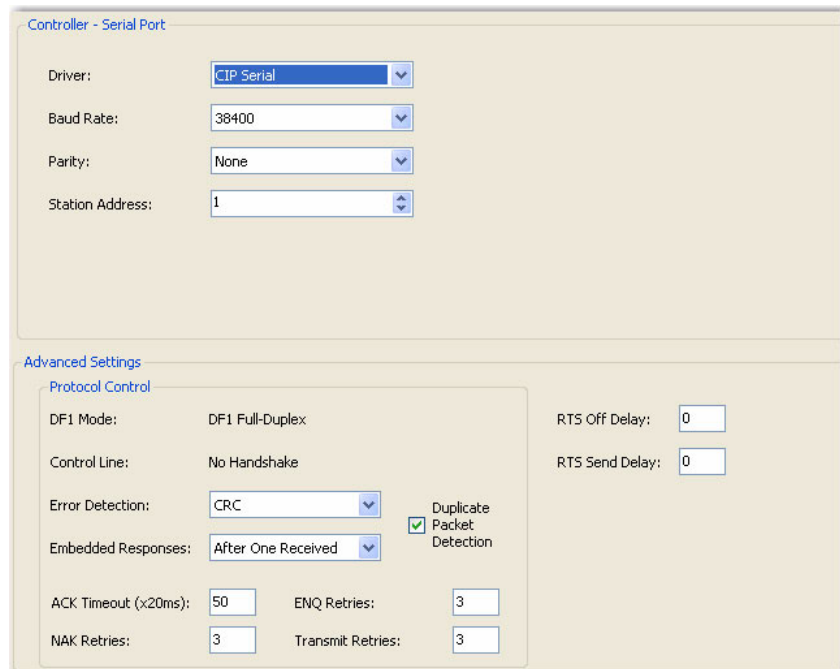 Controller - Serial Port
Driver: CIP Serial
Baud Rate: 38400
Parity: None
Station Address: 1
Advanced Settings
Protocol Control
DF1 Mode: DF1 Full-Duplex
Control Line: No Handshake
Error Detection: CRC
Embedded Responses: After One Received
Duplicate
Packet
Detection
ACK Timeout (x20ms): 50 ENQ Retries: 3
NAK Retries: 3 Transmit Retries: 3
RTS Off Delay: 0
RTS Send Delay: 0